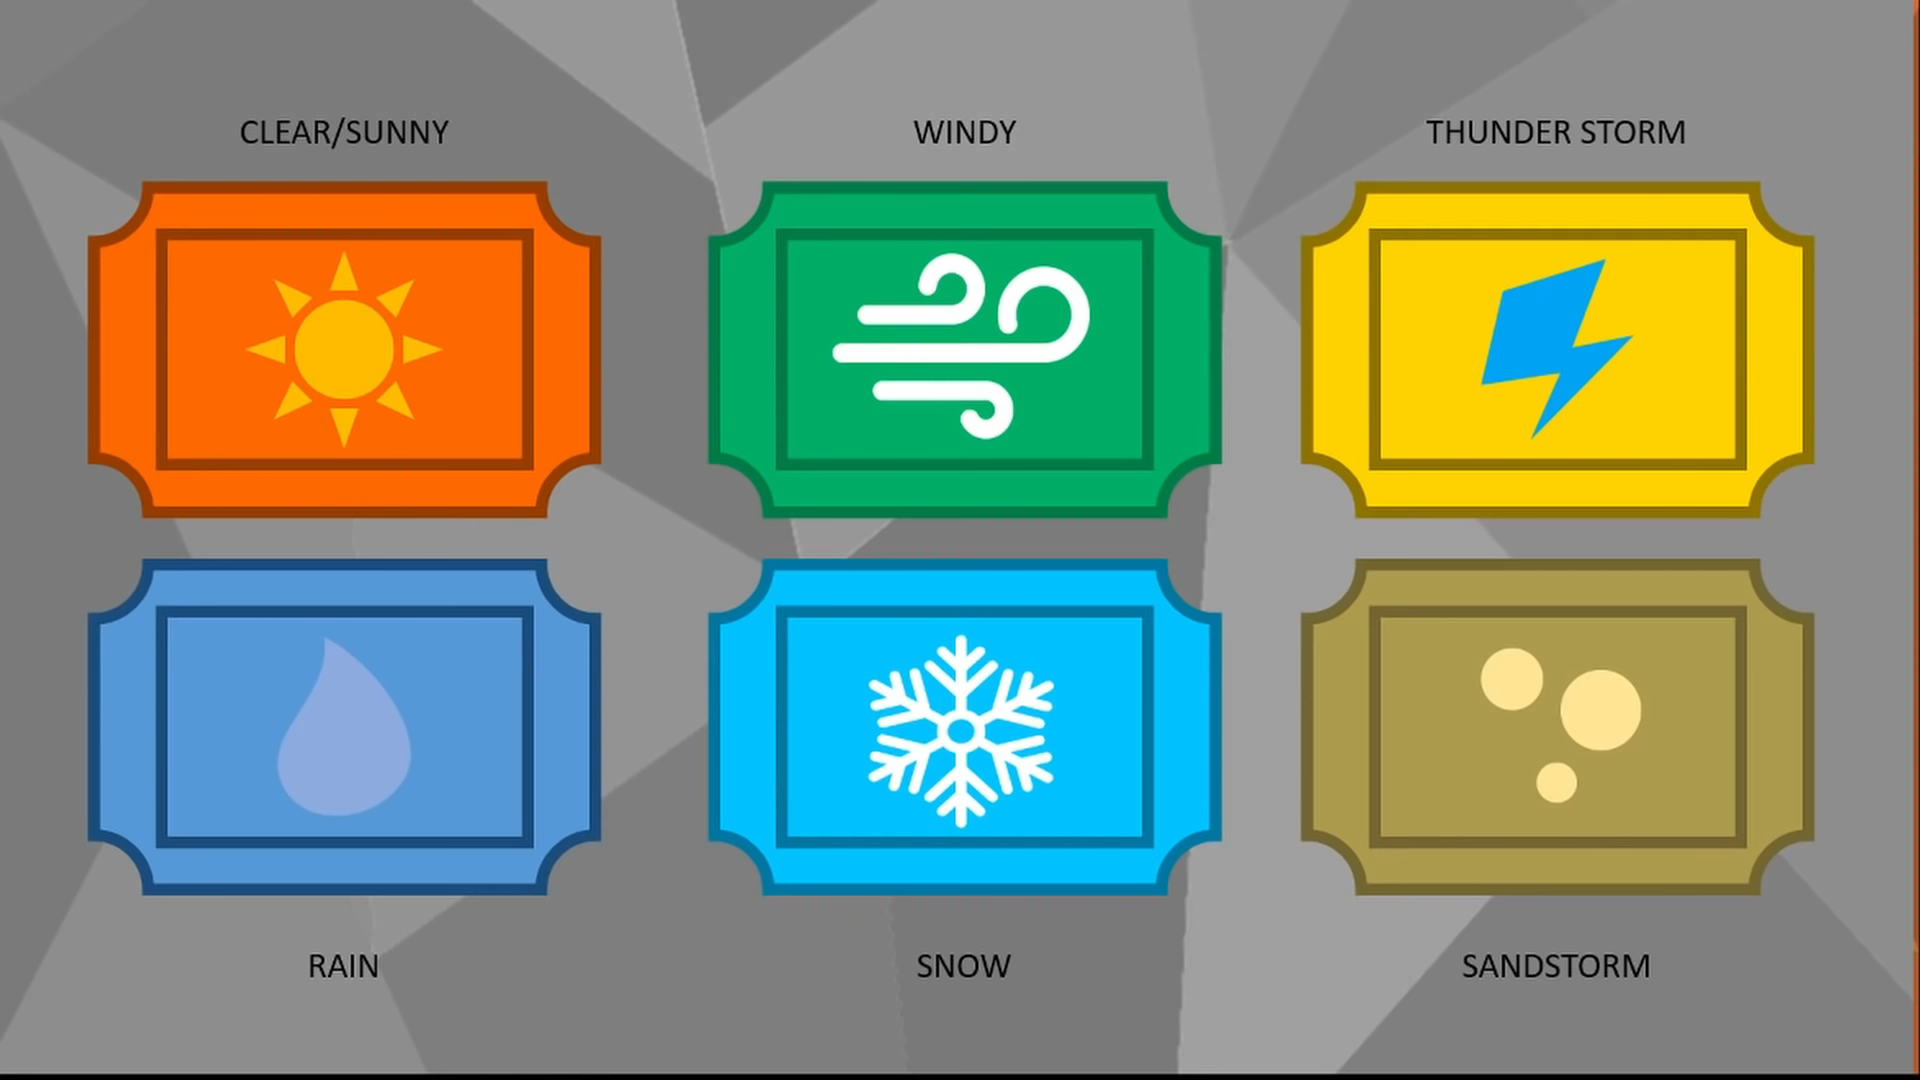 CLEAR/SUNNY
WINDY
THUNDER STORM
RAIN
SNOW
SANDSTORM